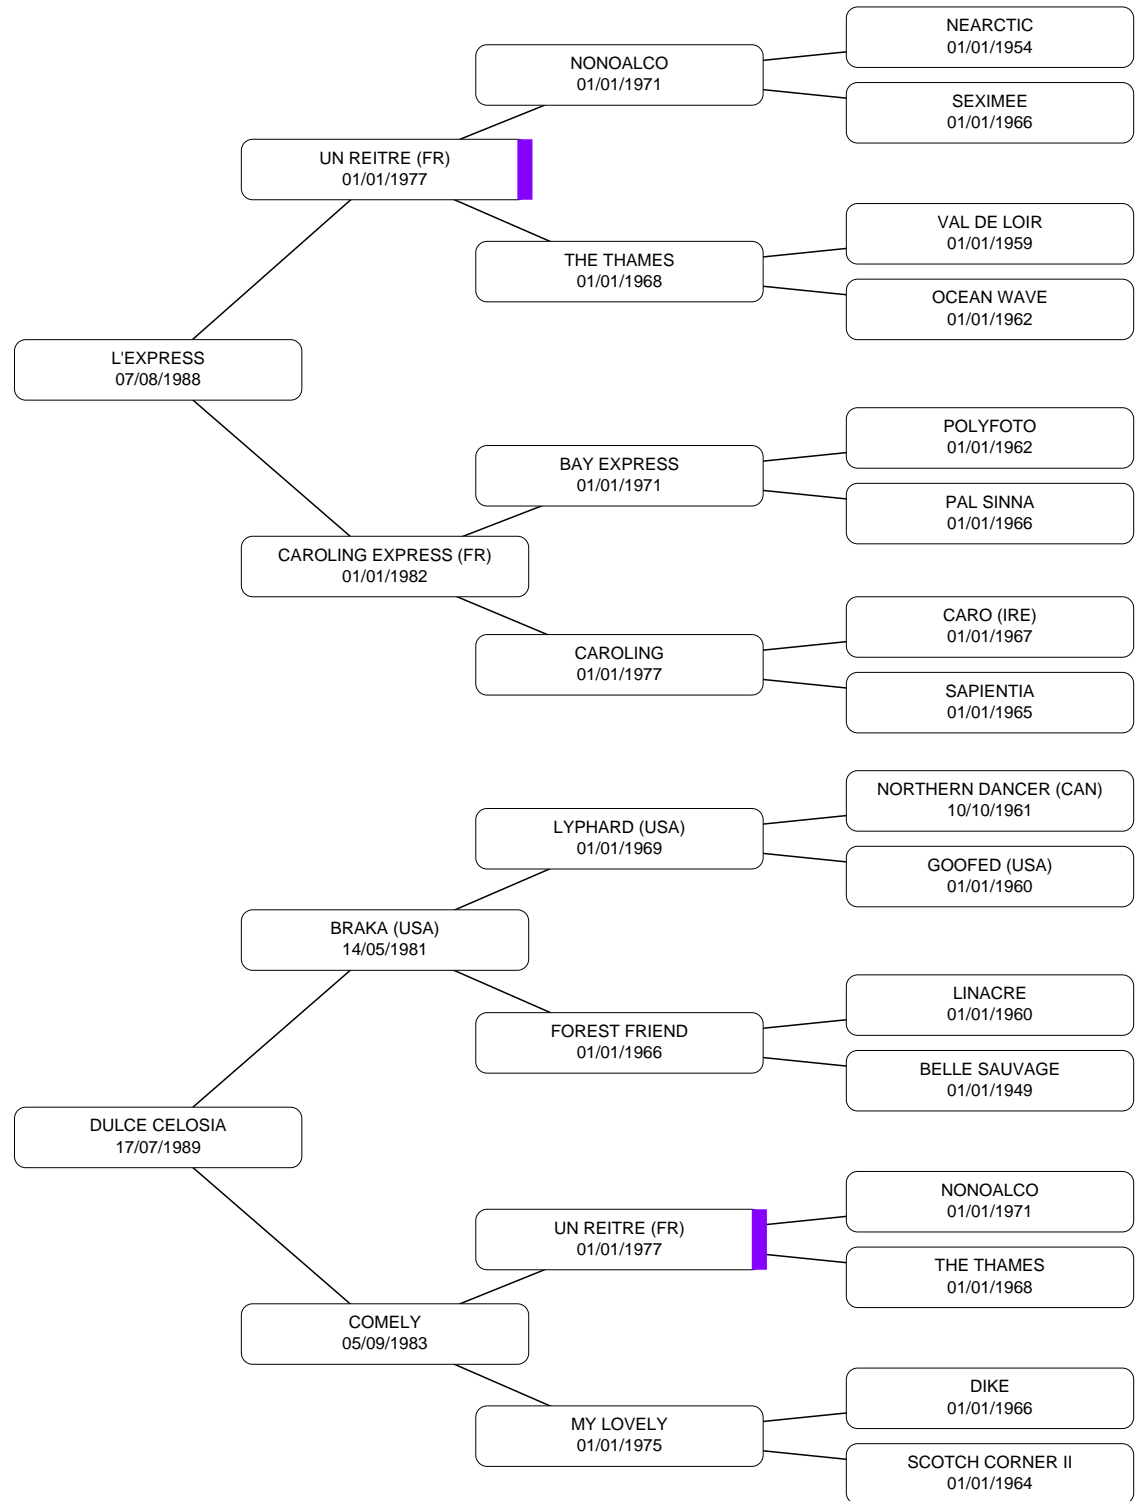 NEARCTIC
01/01/1954
NONOALCO
01/01/1971
SEXIMEE
01/01/1966
UN REITRE (FR)
01/01/1977
VAL DE LOIR
01/01/1959
THE THAMES
01/01/1968
OCEAN WAVE
01/01/1962
L'EXPRESS
07/08/1988
POLYFOTO
01/01/1962
BAY EXPRESS
01/01/1971
PAL SINNA
01/01/1966
CAROLING EXPRESS (FR)
01/01/1982
CARO (IRE)
01/01/1967
CAROLING
01/01/1977
SAPIENTIA
01/01/1965
NORTHERN DANCER (CAN)
10/10/1961
LYPHARD (USA)
01/01/1969
GOOFED (USA)
01/01/1960
BRAKA (USA)
14/05/1981
LINACRE
01/01/1960
FOREST FRIEND
01/01/1966
BELLE SAUVAGE
01/01/1949
DULCE CELOSIA
17/07/1989
NONOALCO
01/01/1971
UN REITRE (FR)
01/01/1977
THE THAMES
01/01/1968
COMELY
05/09/1983
DIKE
01/01/1966
MY LOVELY
01/01/1975
SCOTCH CORNER II
01/01/1964